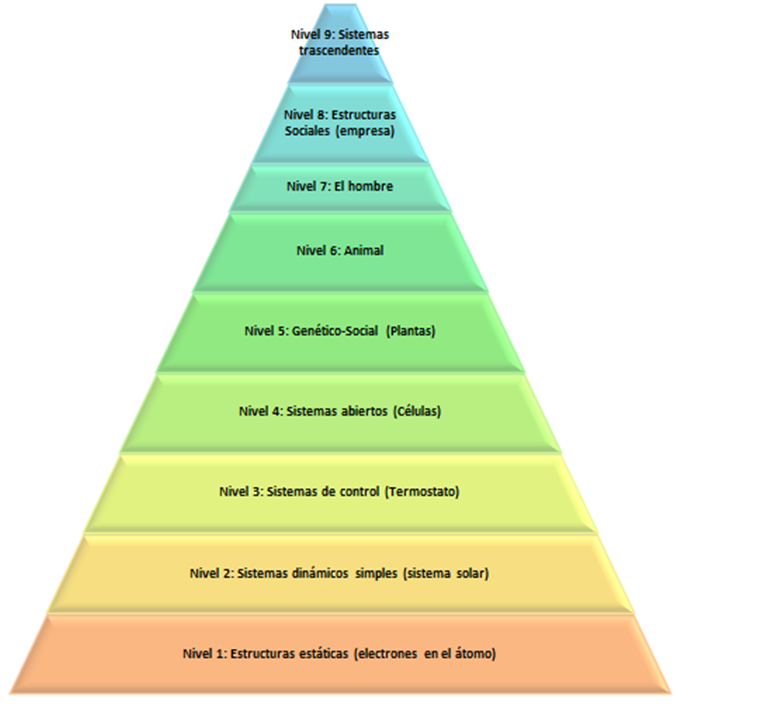 Nivel 9: Sistemas
trascendentes
Nivel 8: Estructuras
Sociales (empresa)
Nivel 7: El hombre
Nivel 6: Animal
Nivel 5: Genético-Social (Plantas)
Nivel 4: Sistemas abiertos (Células)
Nivel 3: Sistemas de control (Termostato)
Nivel 2: Sistemas dinámicos simples (sistema solar)
Nivel 1: Estructuras estáticas (electrones en el átomo)